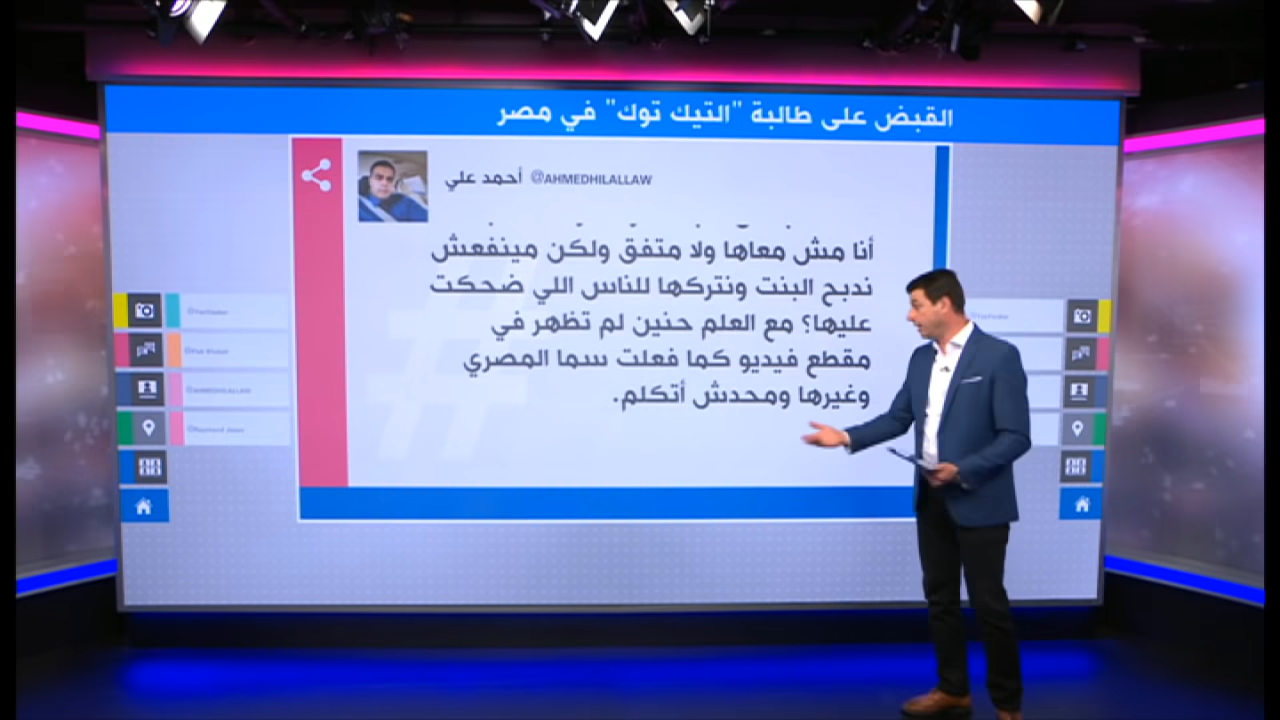 القبض على طالبة "التيك توك" في مصر
أحمد علي @AHMEDHILALLAW
أنا مش معاها ولا متفق ولكن مينفعش
ندبح البنت ونتركها للناس اللي ضحكت
عليها؟ مع العلم حنين لم تظهر في
مقطع فيديو كما فعلت سما المصري
وغيرها ومحدش أتكلم.
@AHMEDHILALLAW